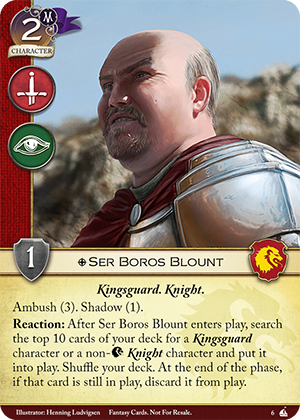 2
CHARACTER
1
Ser Boros Blount
Kingsguard. Knight.
Ambush (3). Shadow (1).
Reaction: After Ser Boros Blount enters play, search
the top 10 cards of your deck for a Kingsguard
character or a non- Knight character and put it
into play. Shuffle your deck. At the end of the phase,
if that card is still in play, discard it from play.
Illustrator: Henning Ludvigsen Fantasy Cards. Not For Resale. 6